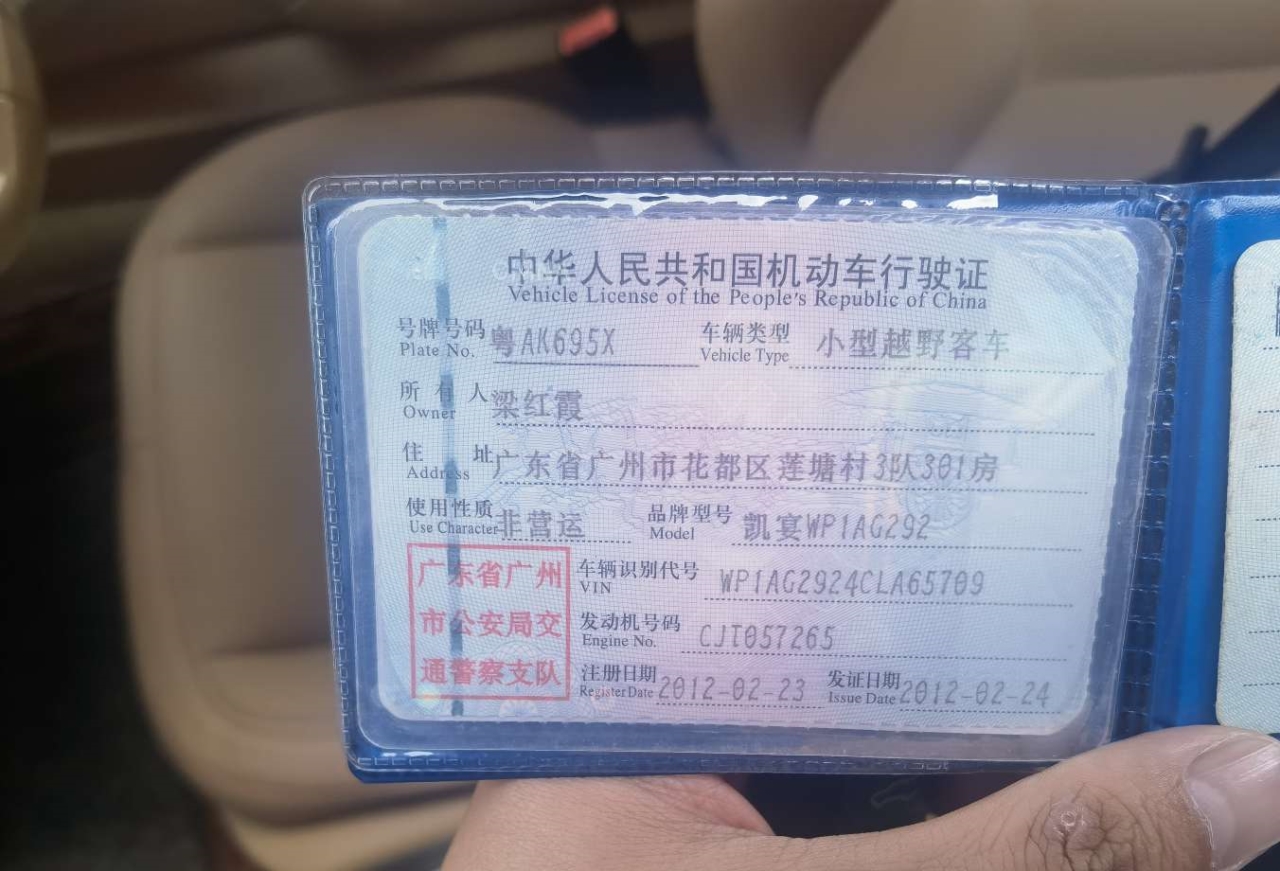 中华人民共和国机动车行驶证
Vehicle License of the People's Republic of China
号牌号码 粤AK695X 车辆类型 小型越野客车
Plate No. Vehicle Type
所有人 梁红霞
Owner
住址 广东省广州市花都区莲塘村3队301房
Address
使用性质 非营运 品牌型号 凯宴WP1AG292
Use Character Model
车辆识别代号 WP1AG2924CLA65709
VIN
发动机号码 CJT057265
Engine No.
注册日期 2012-02-23 发证日期 2012-02-24
Register Date Issue Date
广东省广州
市公安局交
通警察支队